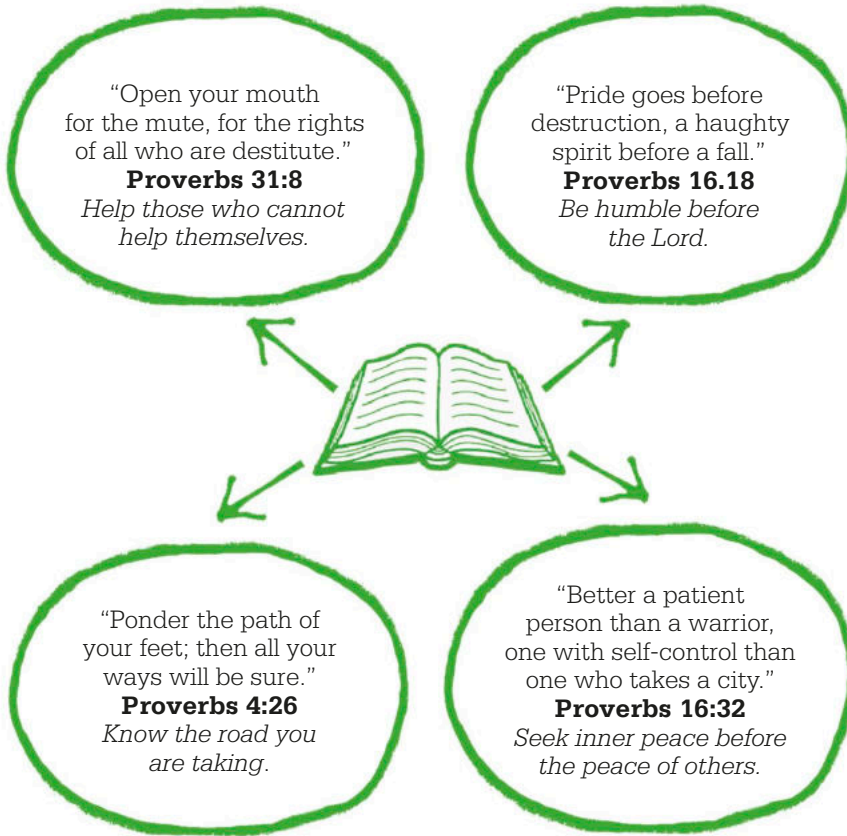 “Open your mouth
for the mute, for the rights
of all who are destitute.”
Proverbs 31:8
Help those who cannot
help themselves.
“Pride goes before
destruction, a haughty
spirit before a fall.”
Proverbs 16.18
Be humble before
the Lord.
“Ponder the path of
your feet; then all your
ways will be sure.”
Proverbs 4:26
Know the road you
are taking.
“Better a patient
person than a warrior,
one with self-control than
one who takes a city.”
Proverbs 16:32
Seek inner peace before
the peace of others.